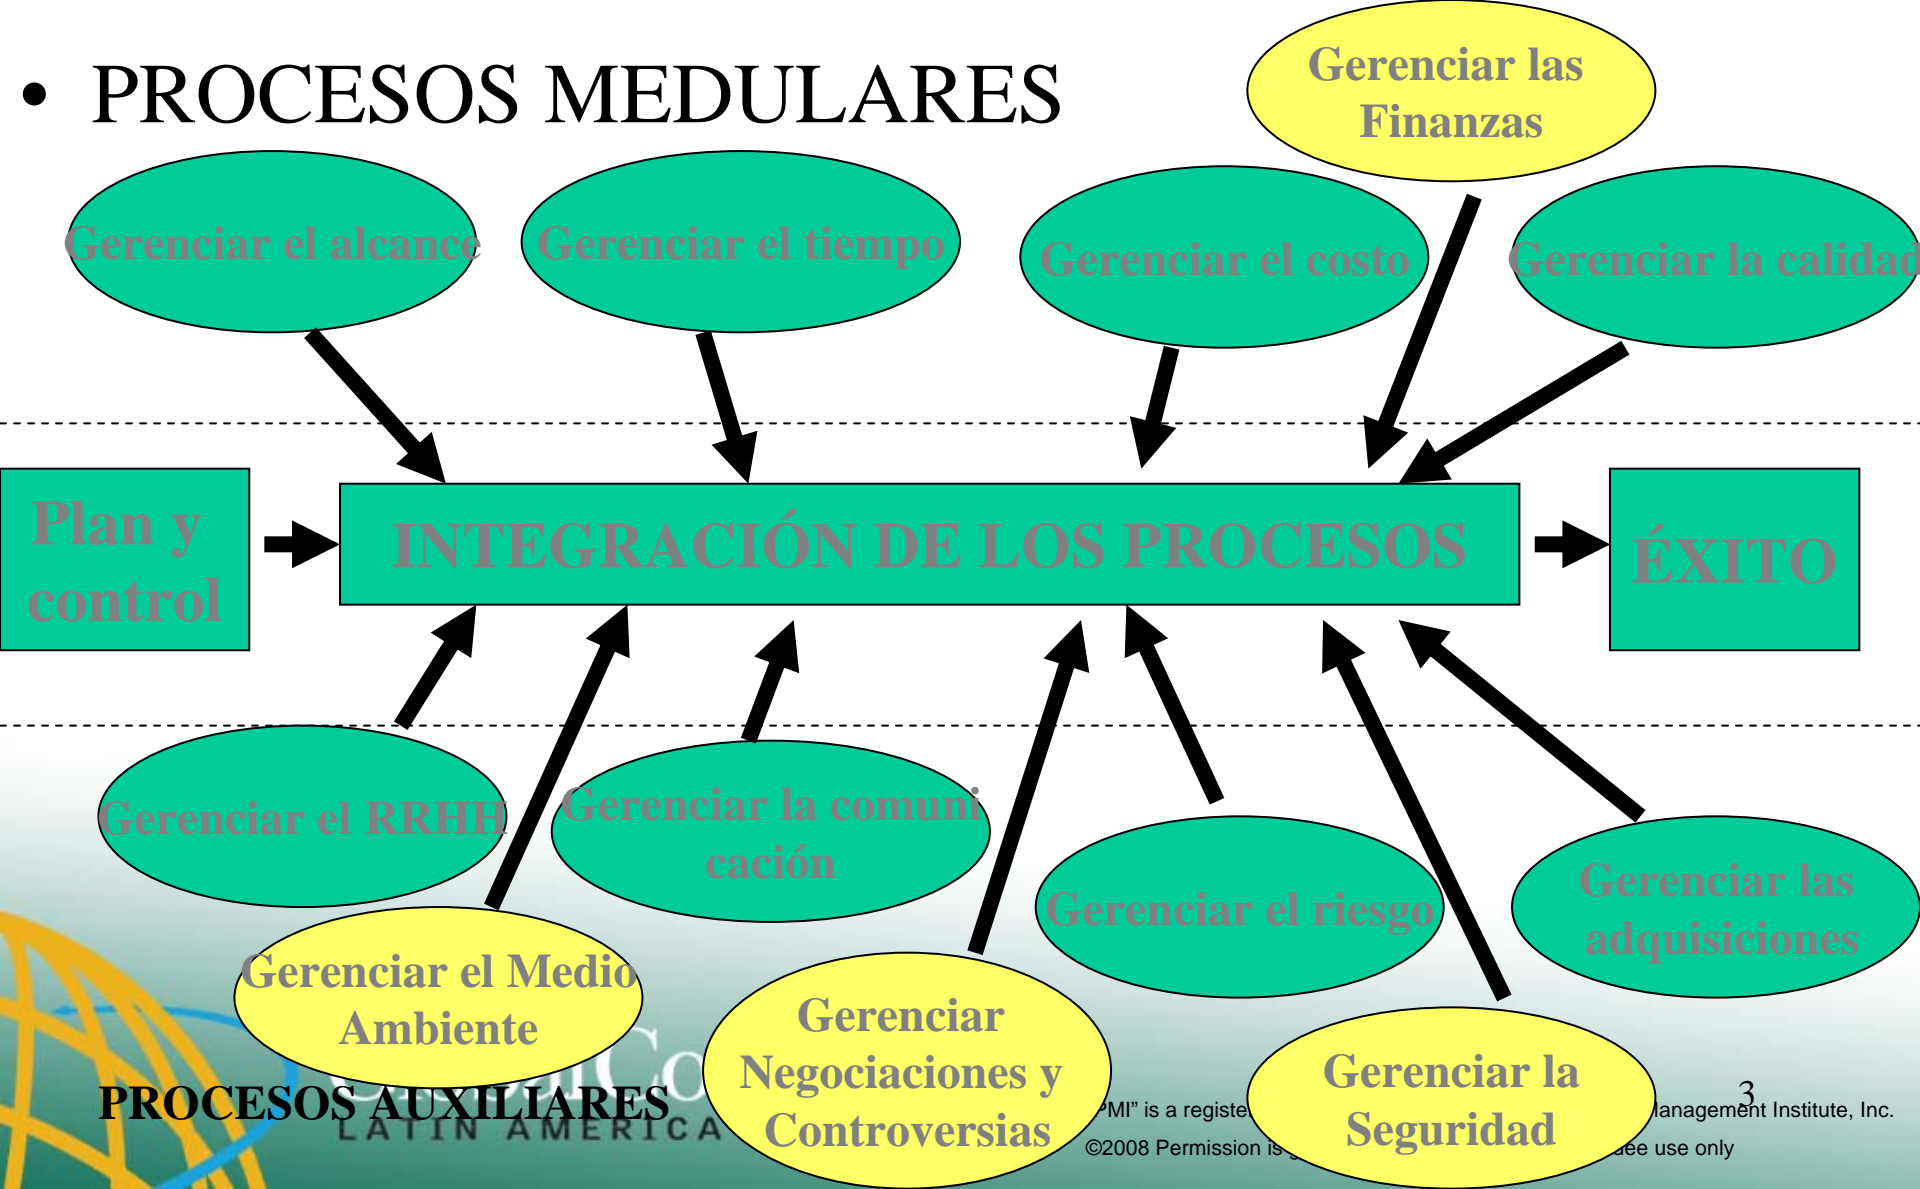 • PROCESOS MEDULARES
Gerenciar las
Finanzas
Gerenciar el alcance
Gerenciar el tiempo
Gerenciar el costo
Gerenciar la calidad
Plan y
control
INTEGRACIÓN DE LOS PROCESOS
ÉXITO
Gerenciar el RRHH
Gerenciar la comuni
cación
Gerenciar el riesgo
Gerenciar las
adquisiciones
Gerenciar el Medio
Ambiente
Gerenciar
Negociaciones y
Controversias
Gerenciar la
Seguridad
PROCESOS AUXILIARES
LATIN AMERICA
3
PMI” is a
Institute, Inc.
©2008 Permission is
use only